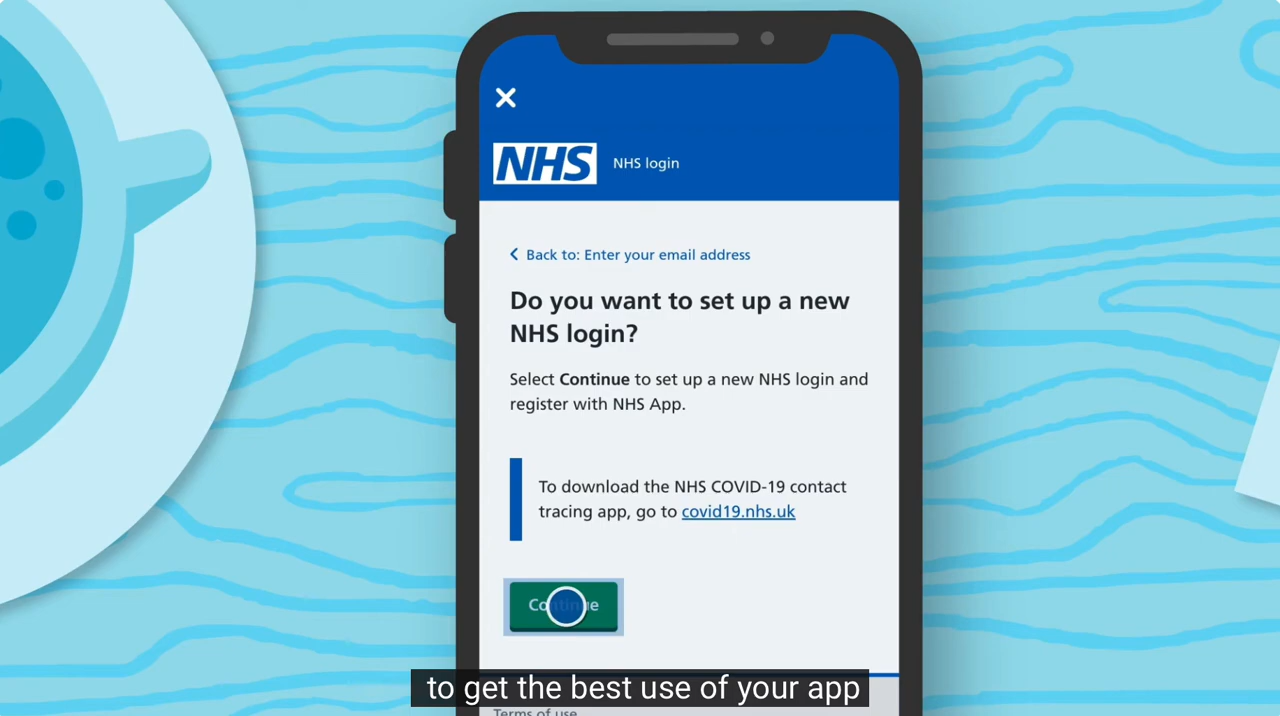 NHS NHS login
Back to: Enter your email address
Do you want to set up a new
NHS login?
Select Continue to set up a new NHS login and
register with NHS App.
To download the NHS COVID-19 contact
tracing app, go to covid19.nhs.uk
Continue
to get the best use of your app
Terms of use